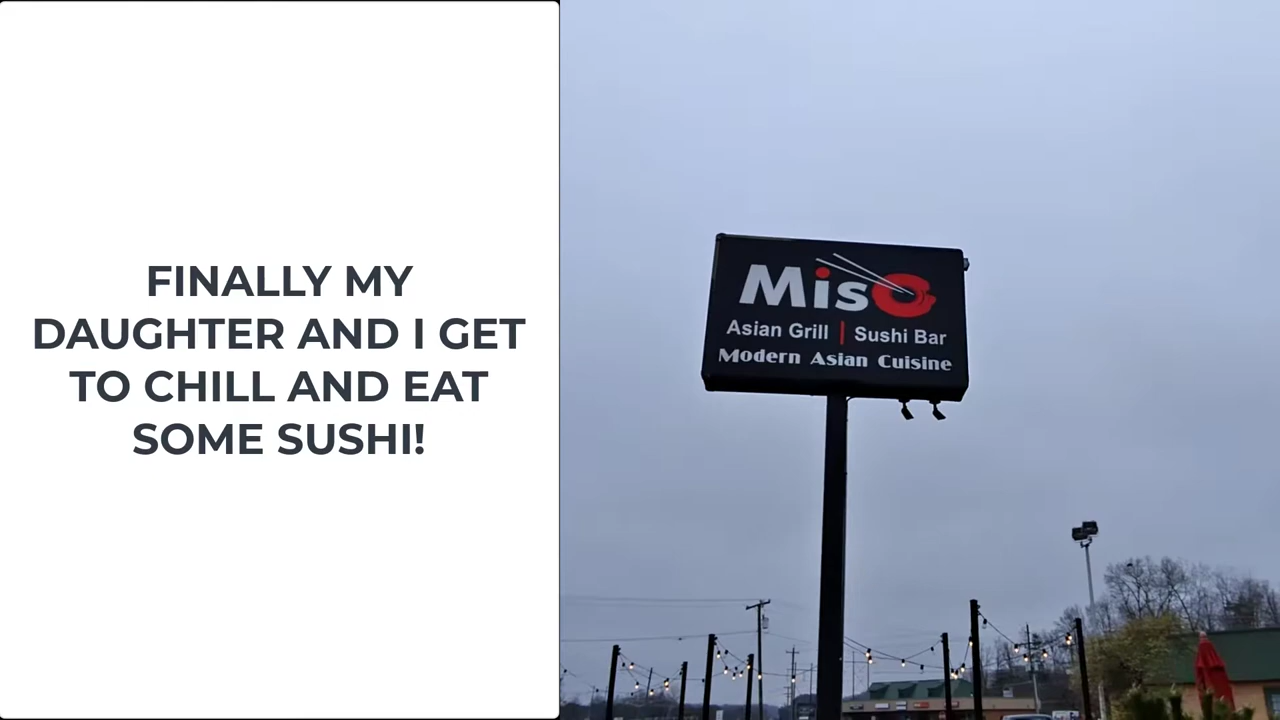 FINALLY MY
DAUGHTER AND I GET
TO CHILL AND EAT
SOME SUSHI!
MisO
Asian Grill | Sushi Bar
Modern Asian Cuisine